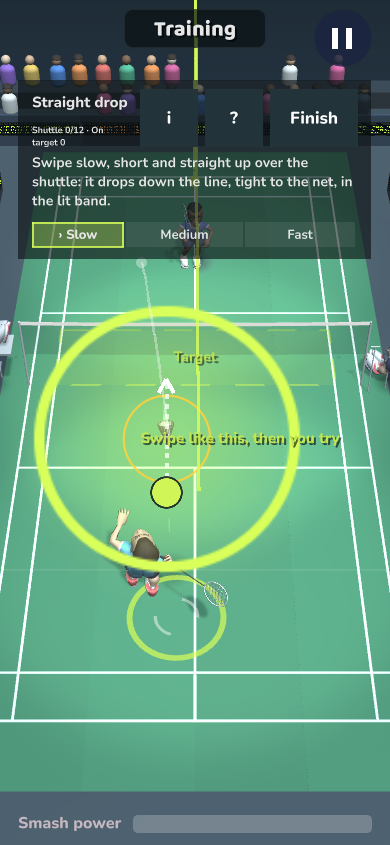 Training
Straight drop
i
?
Finish
Shuttle 0/12 · On
target 0
Swipe slow, short and straight up over the
shuttle: it drops down the line, tight to the net, in
the lit band.
› Slow
Medium
Fast
Target
Swipe like this, then you try
Smash power